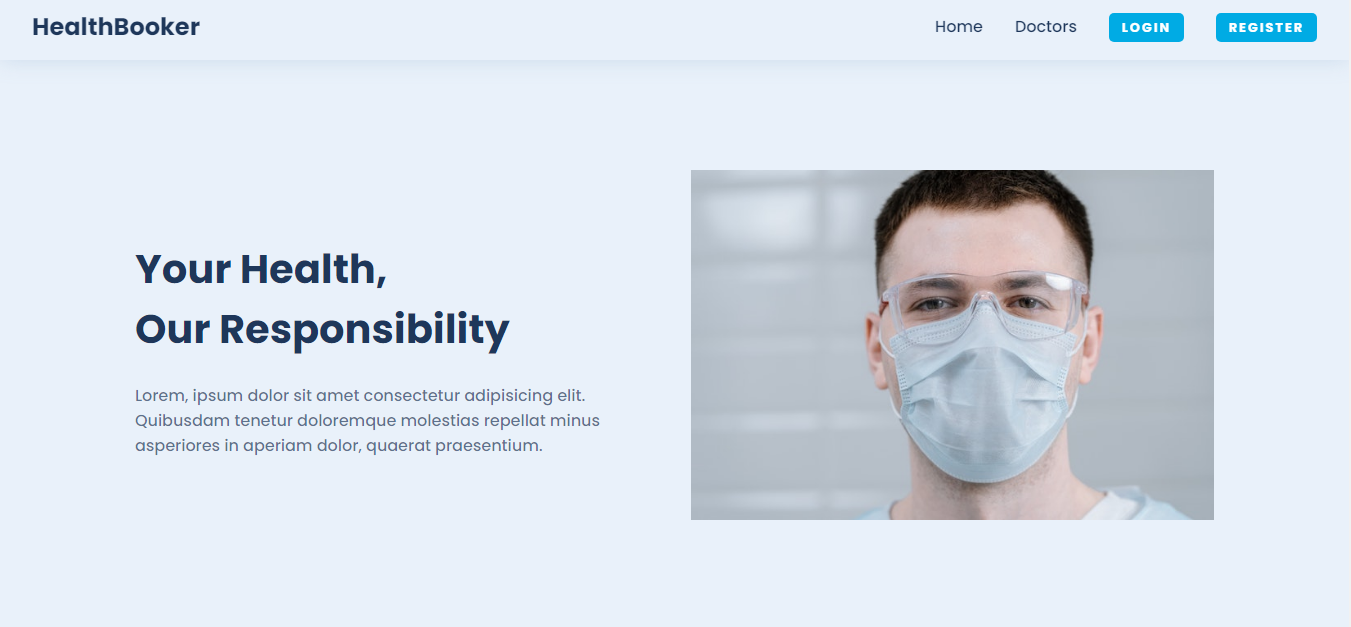 HealthBooker
Home
Doctors
LOGIN
REGISTER
Your Health,
Our Responsibility
Lorem, ipsum dolor sit amet consectetur adipisicing elit.
Quibusdam tenetur doloremque molestias repellat minus
asperiores in aperiam dolor, quaerat praesentium.